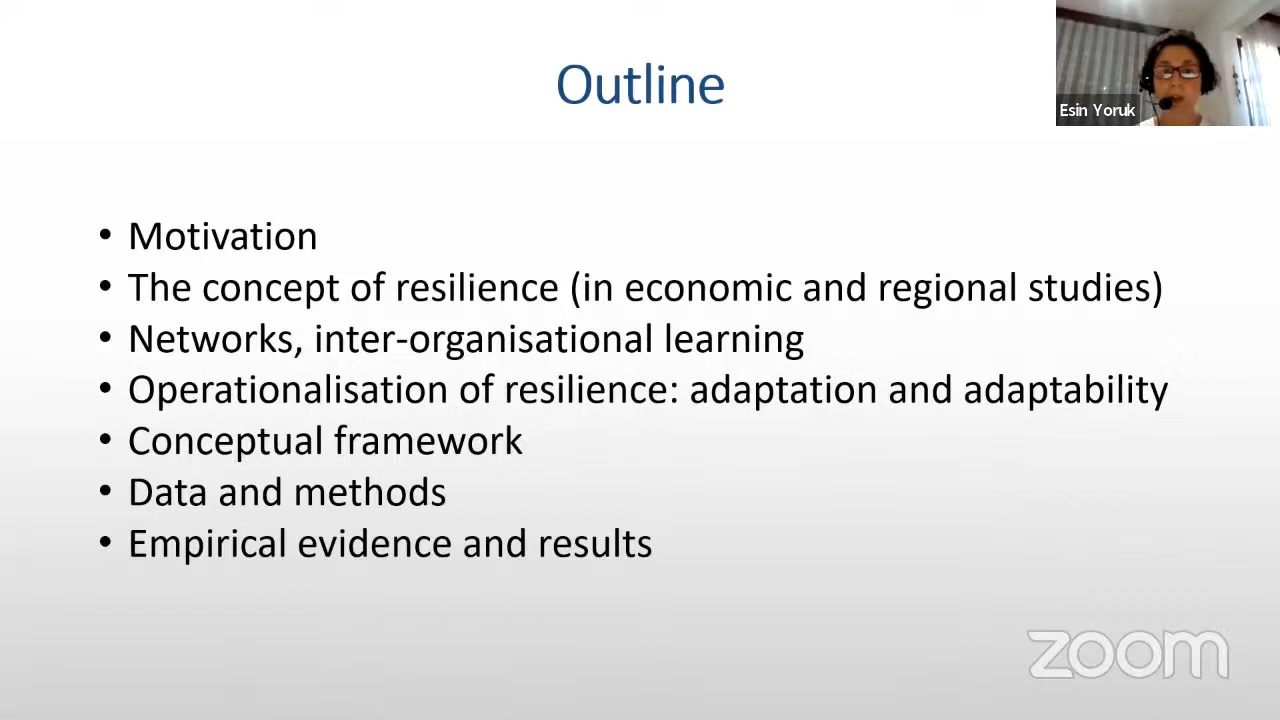 Outline
Esin Yoruk
• Motivation
• The concept of resilience (in economic and regional studies)
• Networks, inter-organisational learning
• Operationalisation of resilience: adaptation and adaptability
• Conceptual framework
• Data and methods
• Empirical evidence and results
zoom